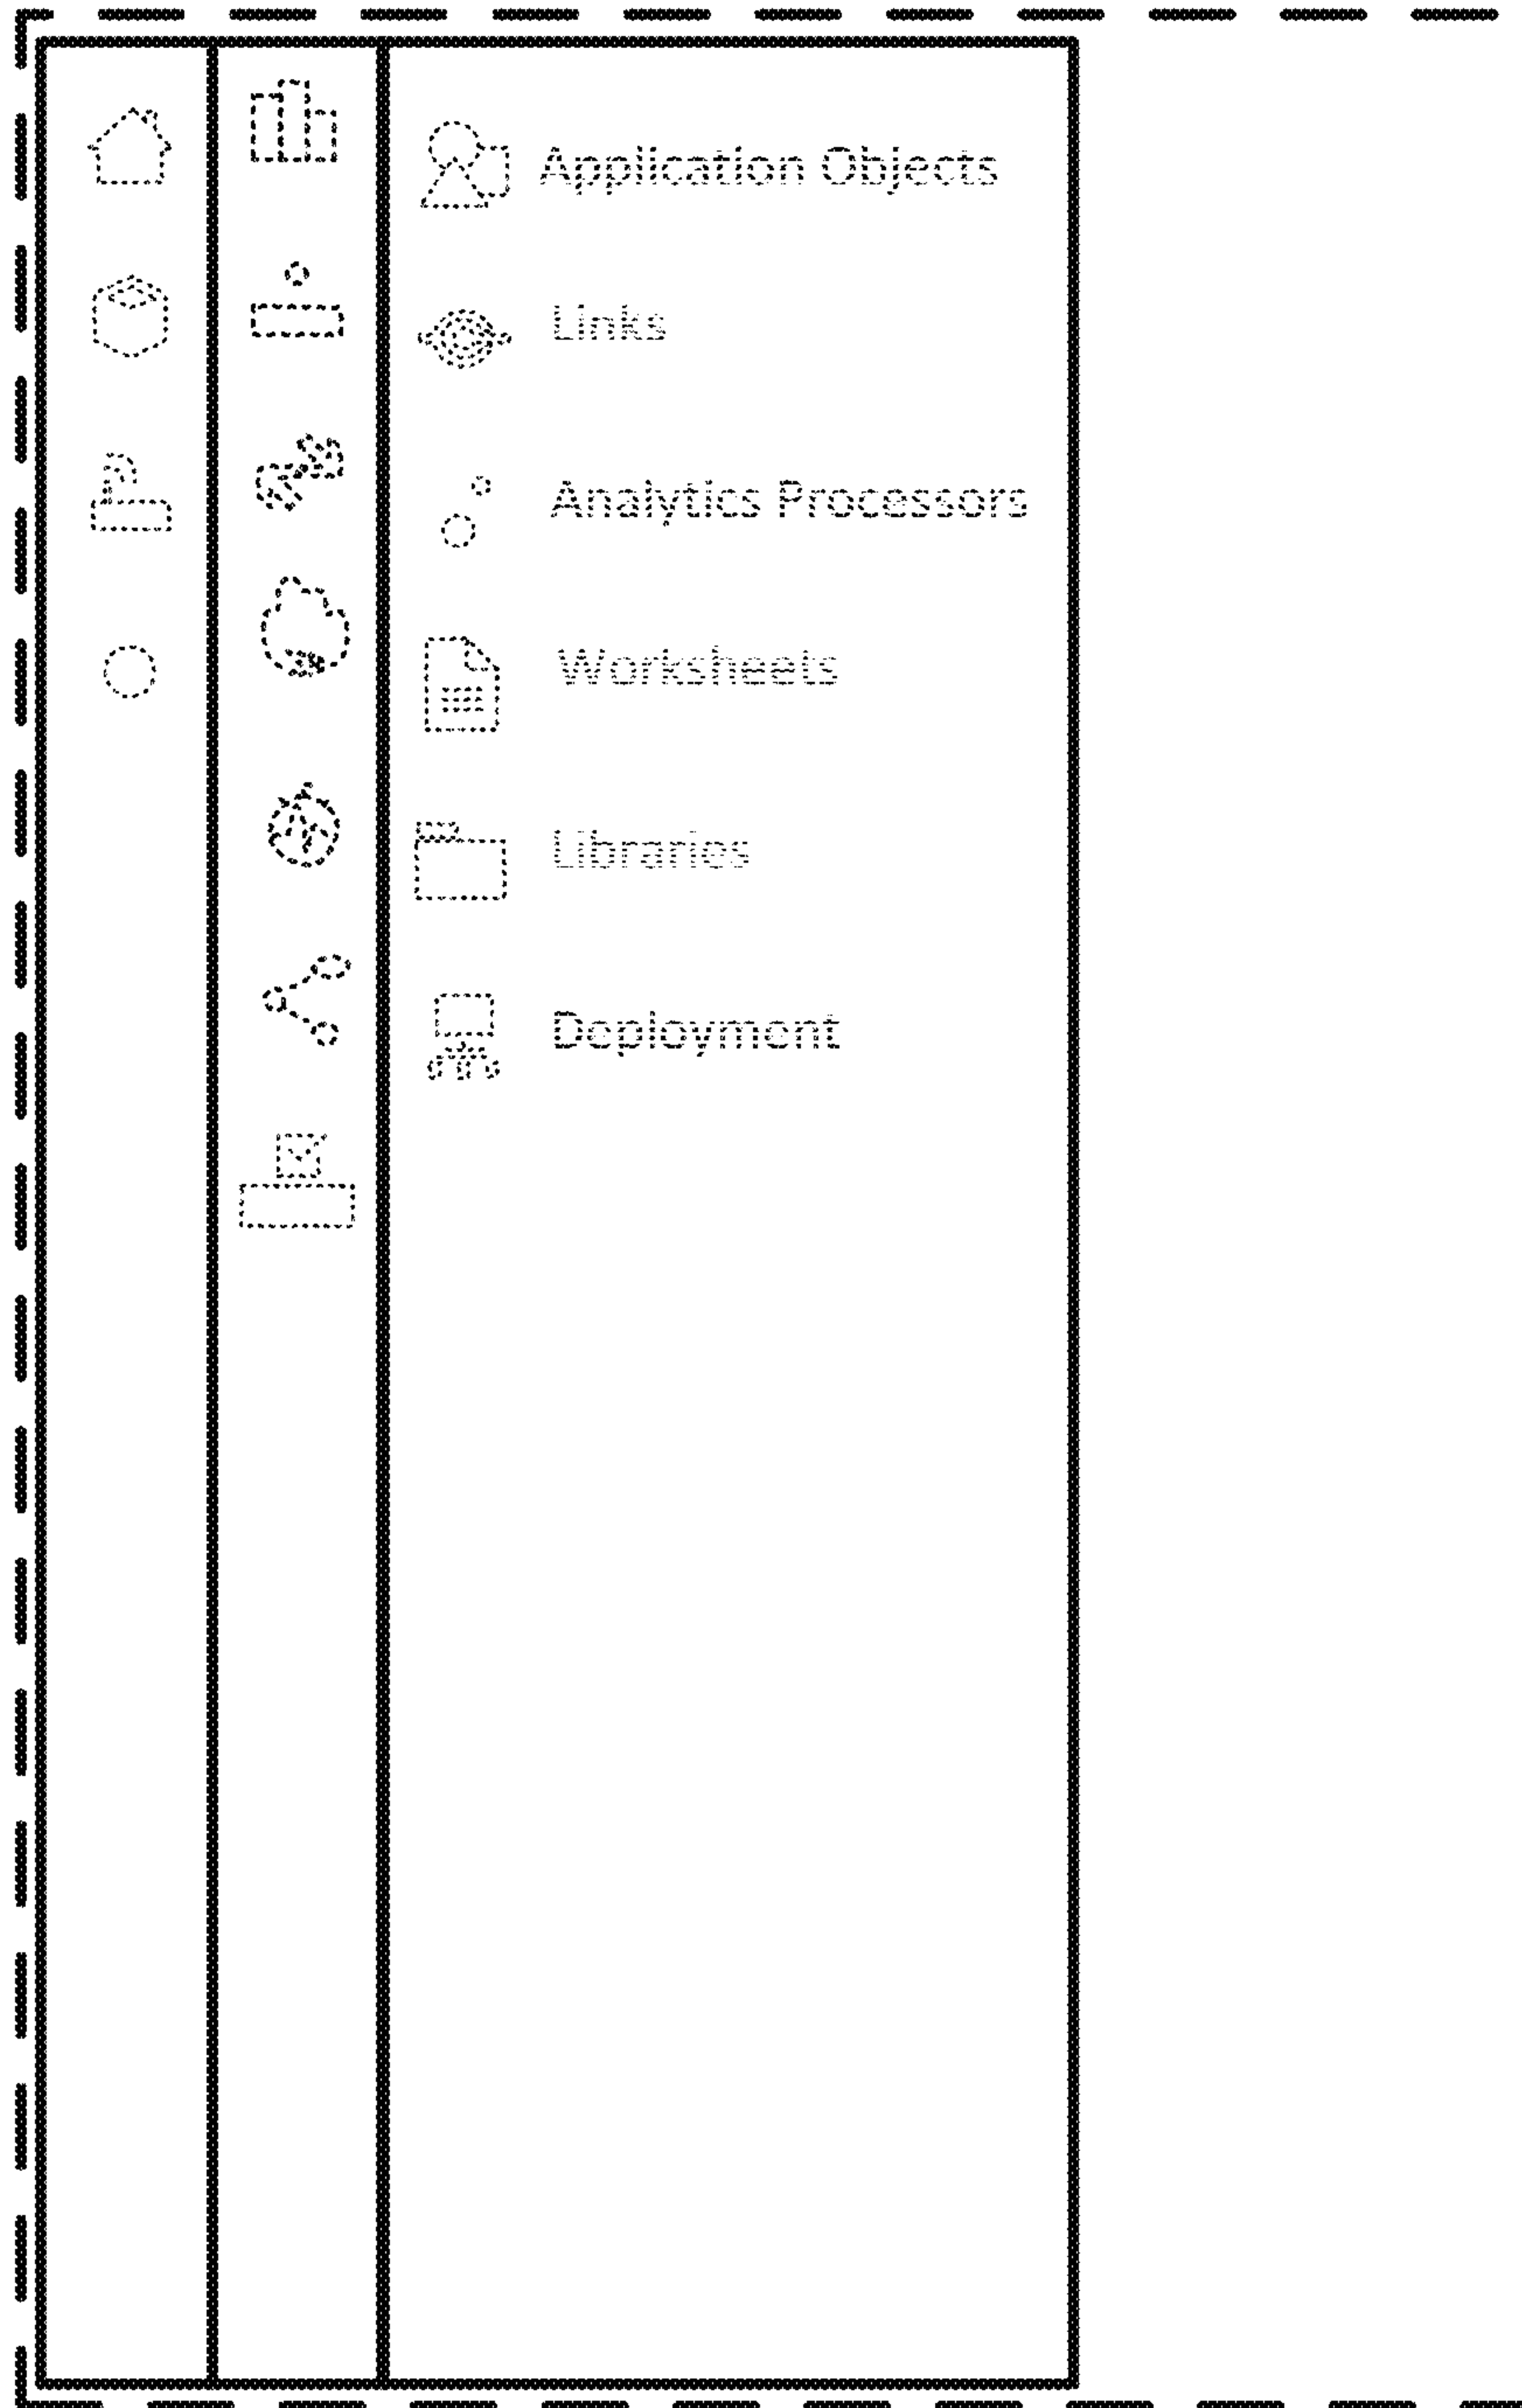 Application Objects
Links
Analytics Processors
Worksheets
Libraries
Deployment